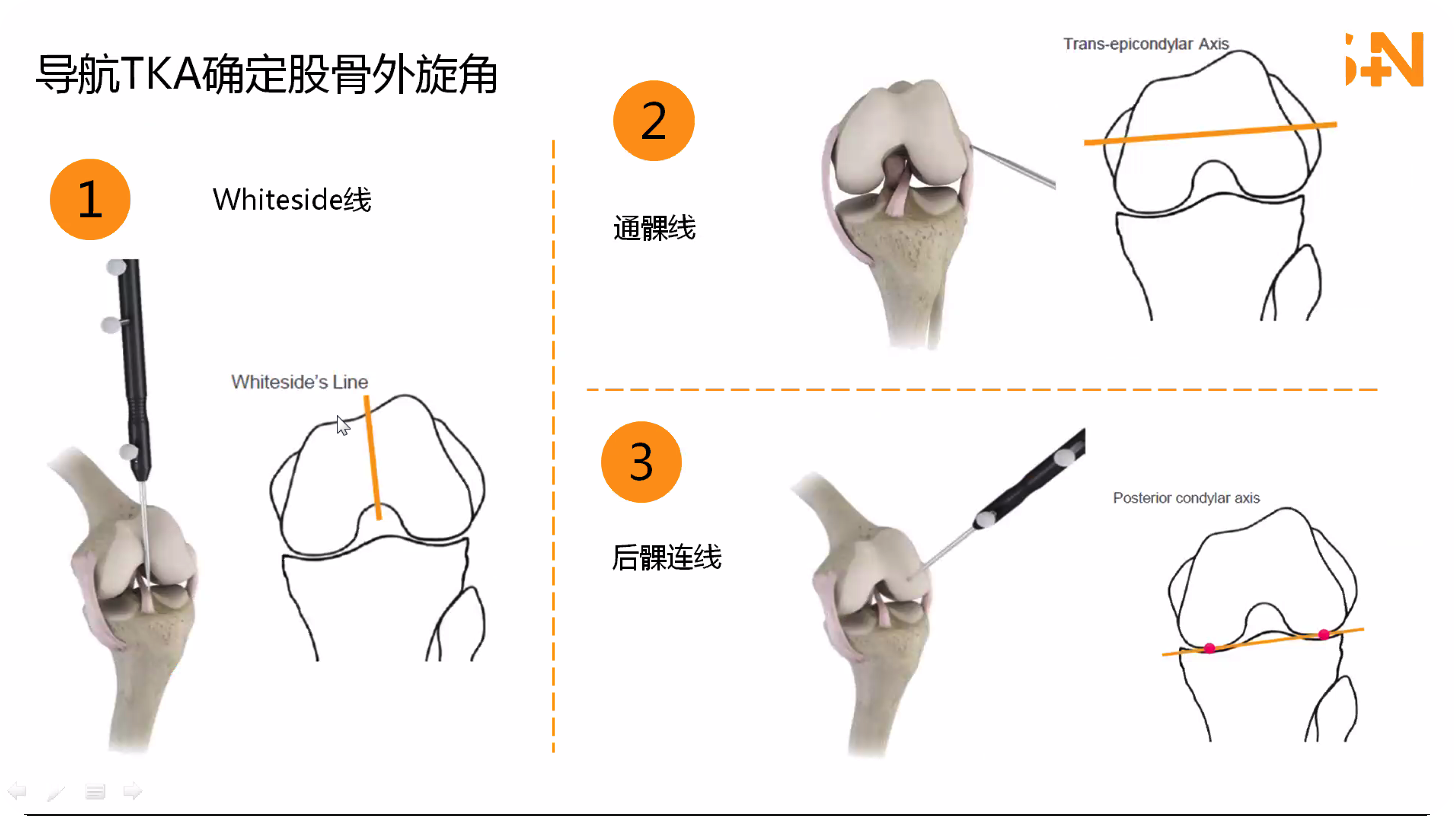 导航TKA确定股骨外旋角
1
Whiteside线
Whiteside's Line
2
通髁线
Trans-epicondylar Axis
S+N
3
后髁连线
Posterior condylar axis